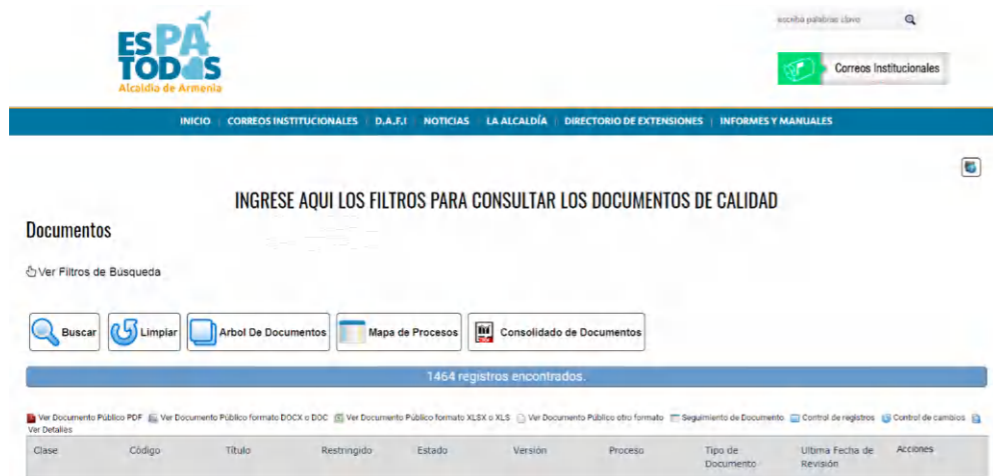 escriba palabras clave
ES PA
TODOS
Alcaldía de Armenia
Correos Institucionales
INICIO CORREOS INSTITUCIONALES D.A.F.I NOTICIAS LA ALCALDÍA DIRECTORIO DE EXTENSIONES INFORMES Y MANUALES
INGRESE AQUI LOS FILTROS PARA CONSULTAR LOS DOCUMENTOS DE CALIDAD
Documentos
Ver Filtros de Búsqueda
Buscar Limpiar Arbol De Documentos Mapa de Procesos Consolidado de Documentos
1464 registros encontrados.
Ver Documento Público PDF Ver Documento Público formato DOCX o DOC Ver Documento Público formato XLSX o XLS Ver Documento Público otro formato Seguimiento de Documento Control de registros Control de cambios
Ver Detalles
Clase Código Título Restringido Estado Versión Proceso Tipo de Documento Ultima Fecha de Revisión Acciones